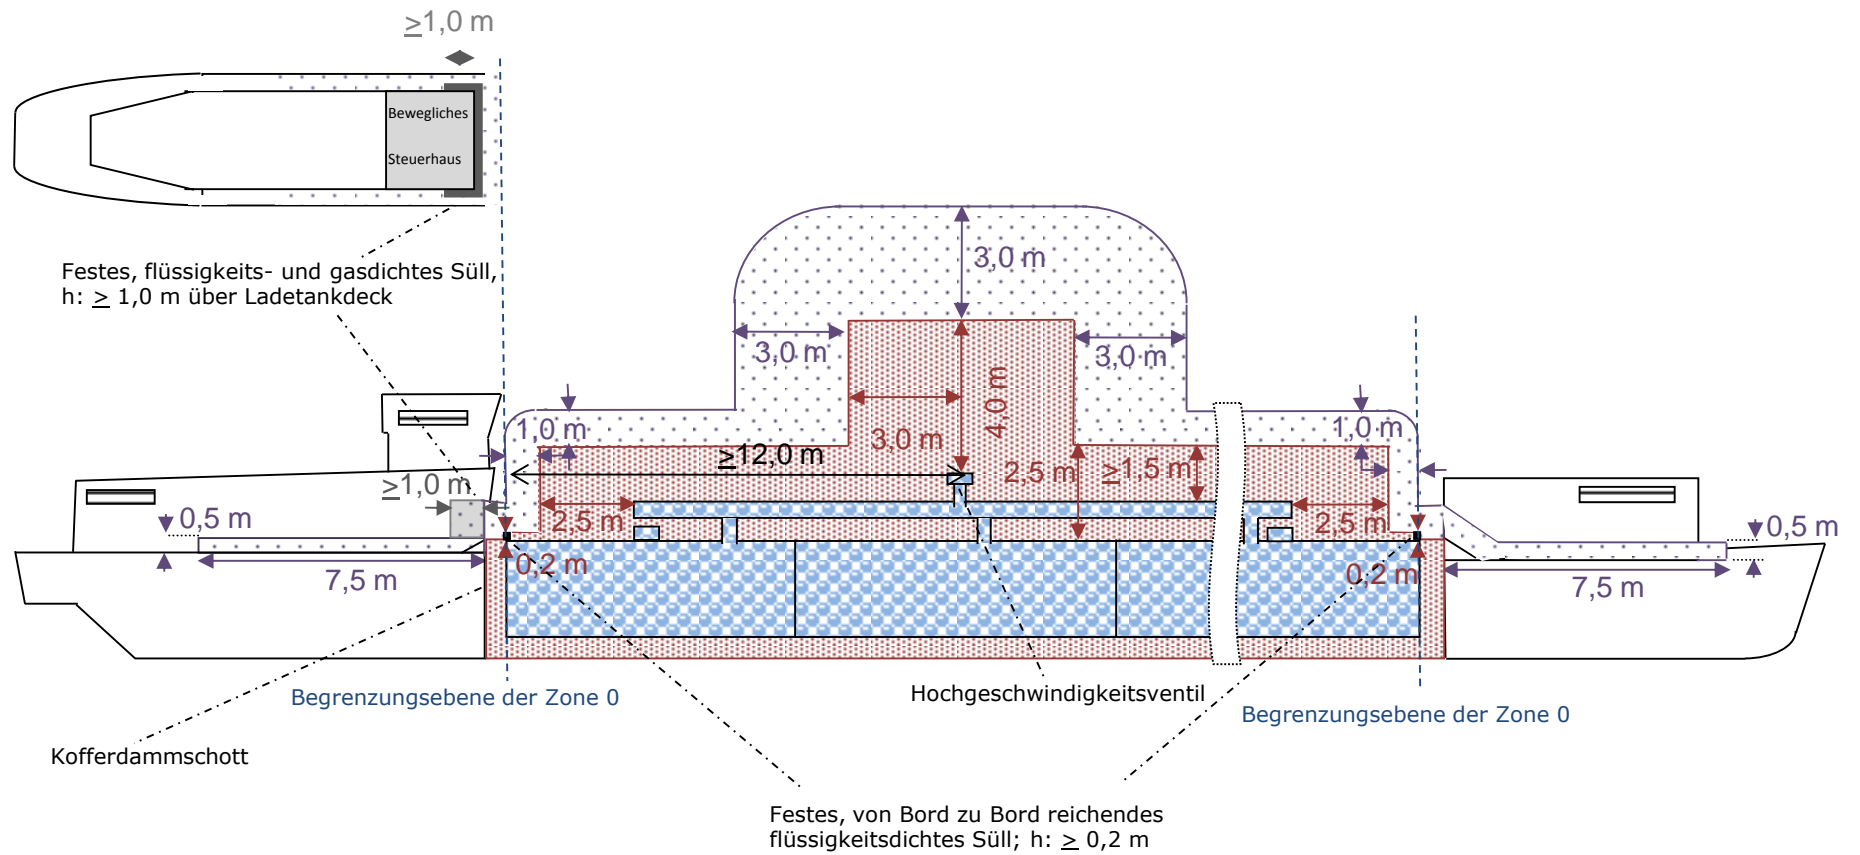 ≥1,0 m
Bewegliches
Steuerhaus
Festes, flüssigkeits- und gasdichtes Süll,
h: ≥ 1,0 m über Ladetankdeck
3,0 m
3,0 m
3,0 m
4,0 m
3,0 m
1,0 m
1,0 m
≥12,0 m
2,5 m
≥1,5 m
≥1,0 m
0,5 m
2,5 m
2,5 m
0,5 m
0,2 m
0,2 m
7,5 m
7,5 m
Begrenzungsebene der Zone 0
Hochgeschwindigkeitsventil
Begrenzungsebene der Zone 0
Kofferdammschott
Festes, von Bord zu Bord reichendes
flüssigkeitsdichtes Süll; h: ≥ 0,2 m